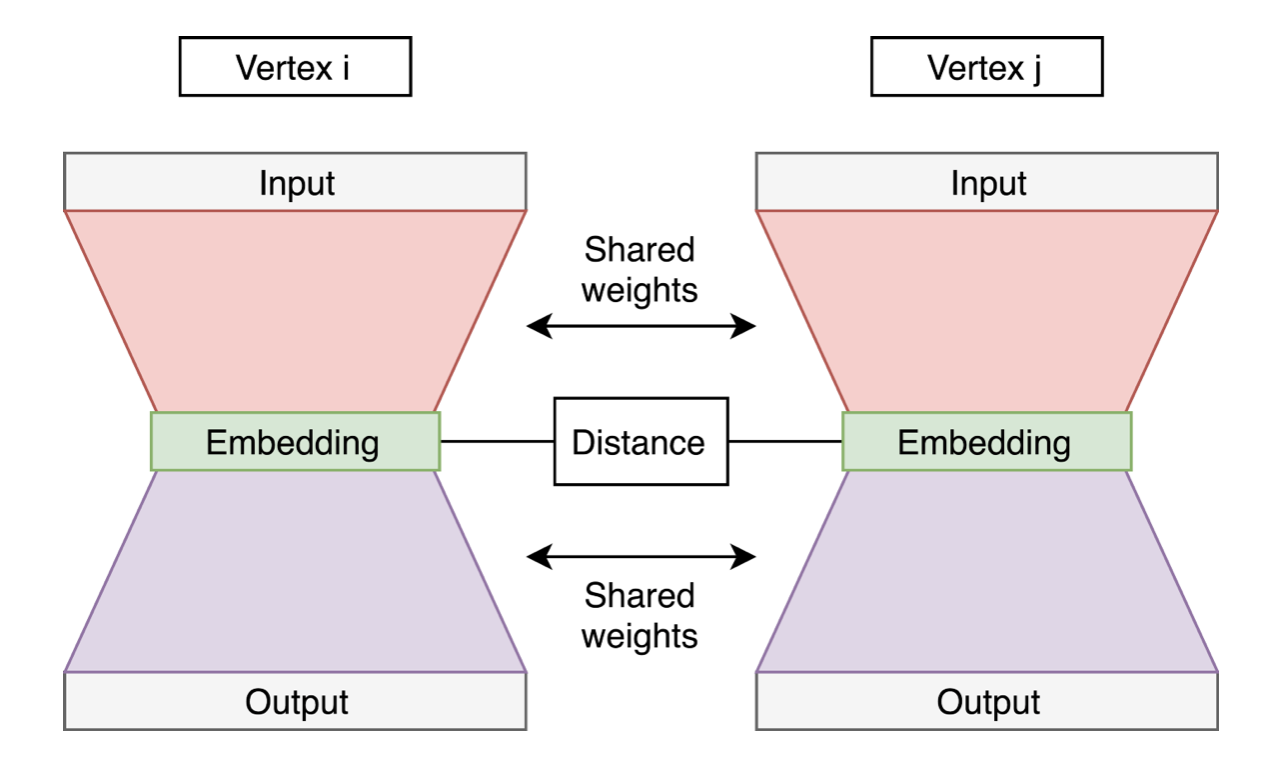 Vertex i
Vertex j
Input
Input
Shared
weights
Embedding
Distance
Embedding
Shared
weights
Output
Output